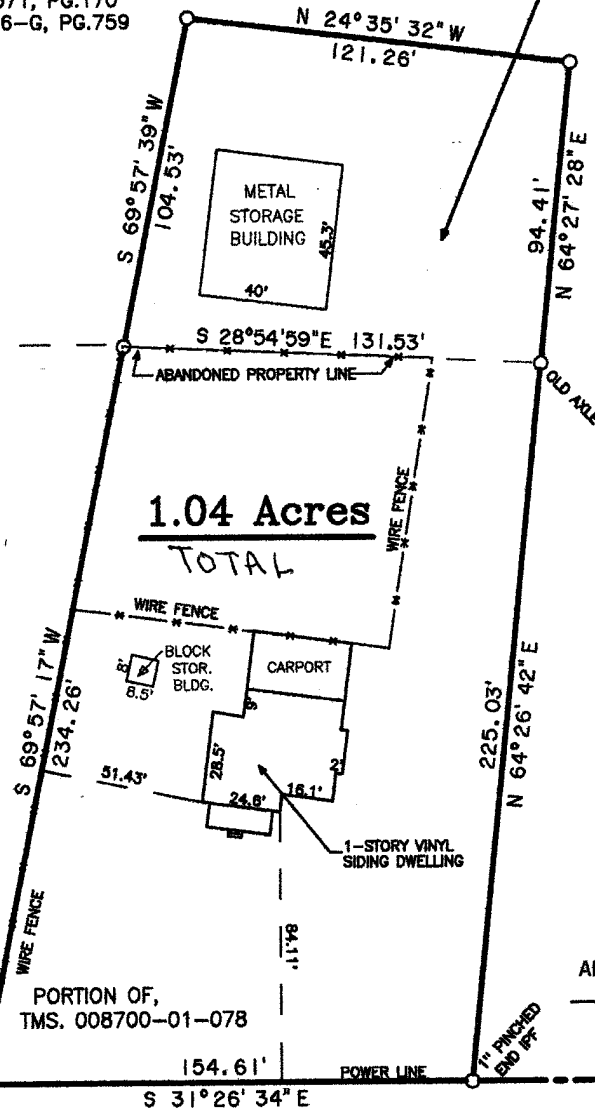 571, PG.170
6-G, PG.759
N 24°35'32" W
121.26'
S 69°57'39" W
104.53'
94.41'
N 64°27'28" E
METAL
STORAGE
BUILDING
45.3'
40'
S 28°54'59"E 131.53'
ABANDONED PROPERTY LINE
OLD AXLE
WIRE FENCE
1.04 Acres
TOTAL
WIRE FENCE
BLOCK
STOR.
BLDG.
8'
8.5'
CARPORT
9'
28.5'
2'
16.1'
24.6'
51.43'
S 69°57'17" W
234.26'
225.03'
N 64°26'42" E
1-STORY VINYL
SIDING DWELLING
84.11'
WIRE FENCE
PORTION OF,
TMS. 008700-01-078
1" PINCHED
END IPF
154.61'
POWER LINE
S 31°26'34" E